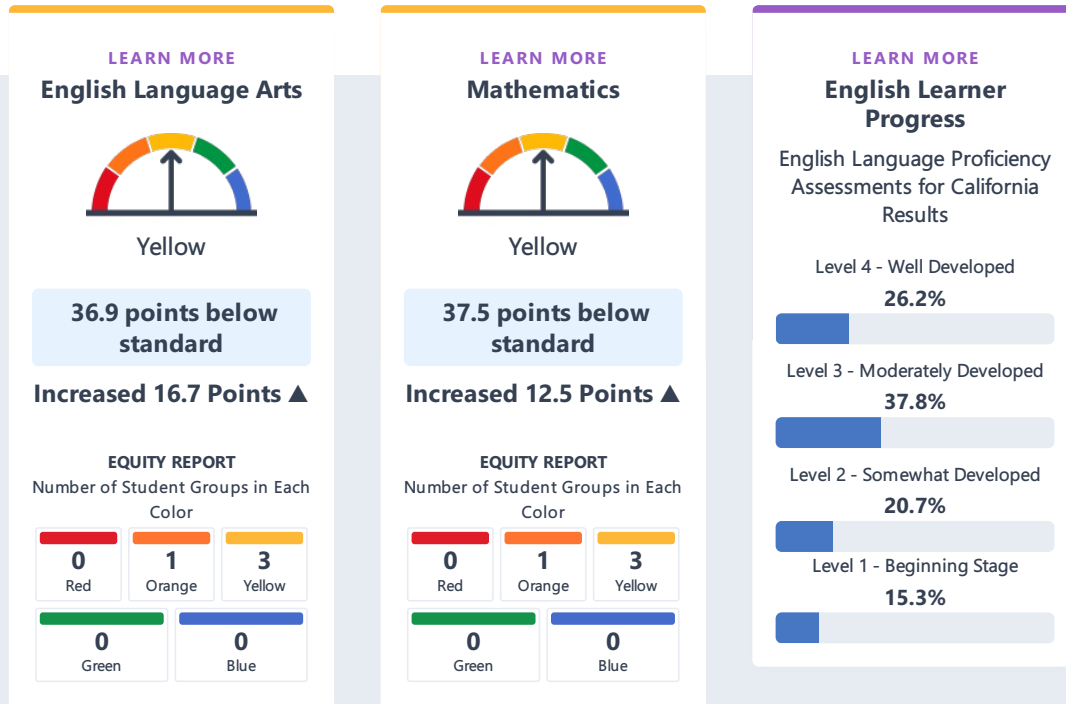 LEARN MORE
English Language Arts
Yellow
36.9 points below
standard
Increased 16.7 Points ▲
EQUITY REPORT
Number of Student Groups in Each
Color
0
Red
1
Orange
3
Yellow
0
Green
0
Blue
LEARN MORE
Mathematics
Yellow
37.5 points below
standard
Increased 12.5 Points ▲
EQUITY REPORT
Number of Student Groups in Each
Color
0
Red
1
Orange
3
Yellow
0
Green
0
Blue
LEARN MORE
English Learner
Progress
English Language Proficiency
Assessments for California
Results
Level 4 - Well Developed
26.2%
Level 3 - Moderately Developed
37.8%
Level 2 - Somewhat Developed
20.7%
Level 1 - Beginning Stage
15.3%